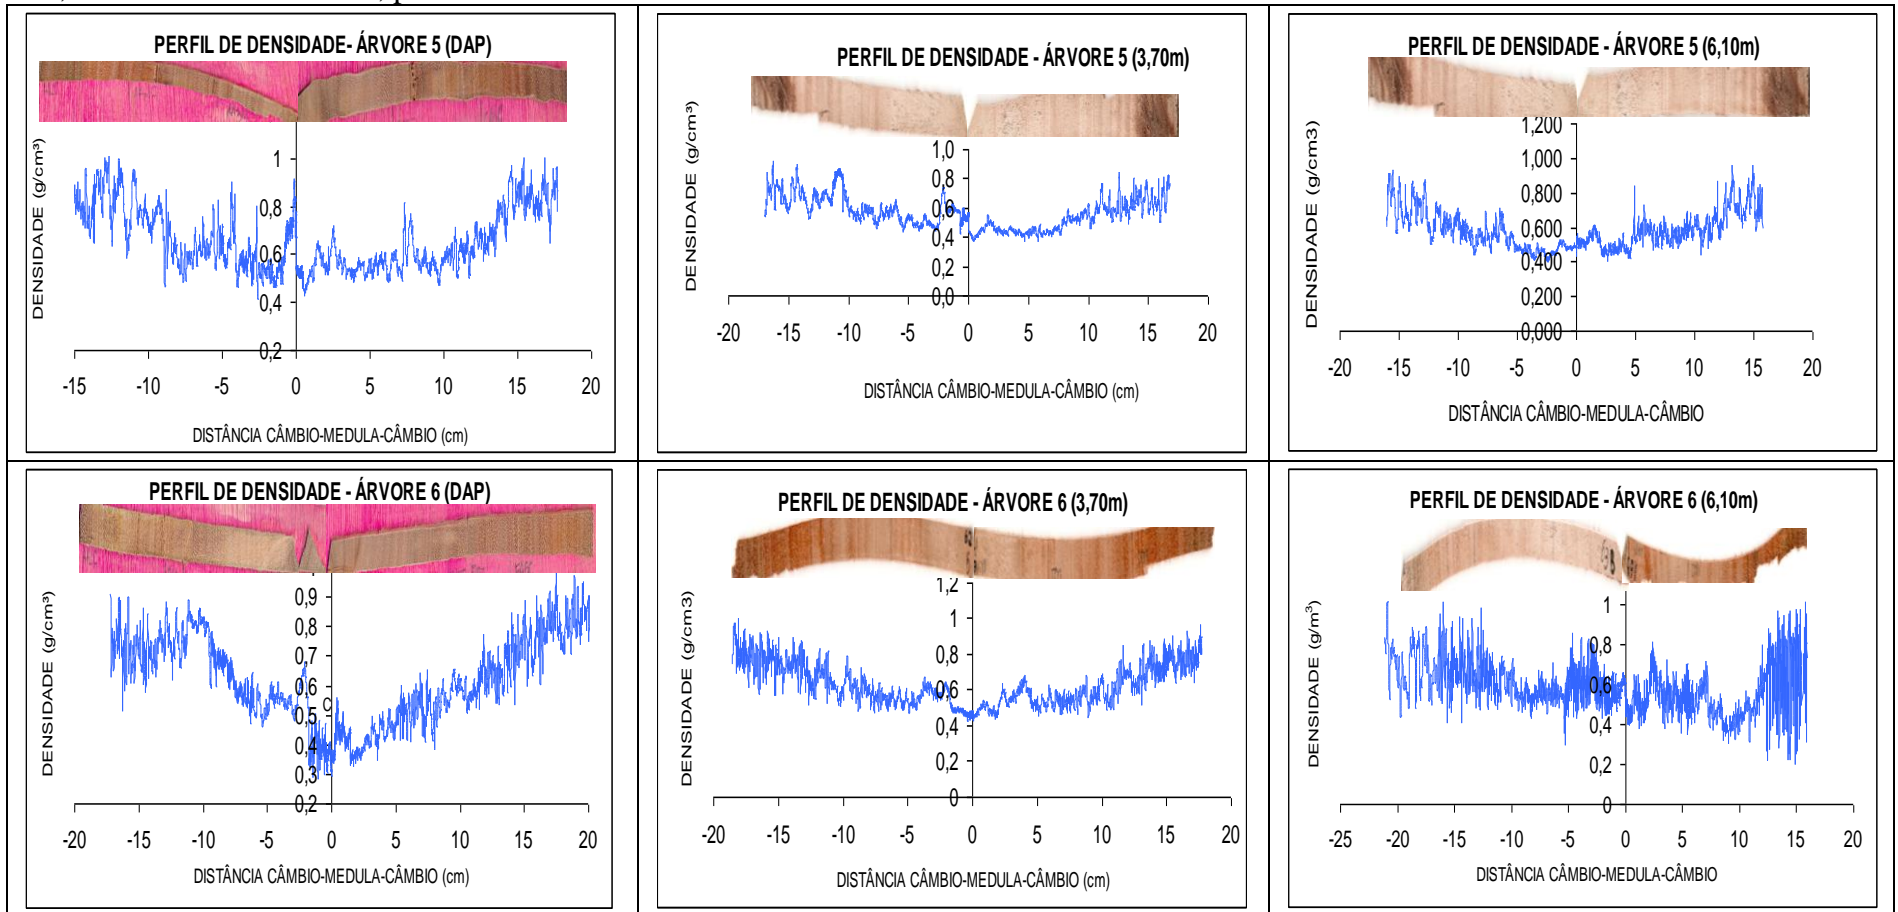 PERFIL DE DENSIDADE- ÁRVORE 5 (DAP)
DENSIDADE (g/cm³)
1
0,8
0,6
0,4
0,2
-15 -10 -5 0 5 10 15 20
DISTÂNCIA CÂMBIO-MEDULA-CÂMBIO (cm)
PERFIL DE DENSIDADE - ÁRVORE 5 (3,70m)
DENSIDADE (g/cm³)
1,0
0,8
0,6
0,4
0,2
0,0
-20 -15 -10 -5 0 5 10 15 20
DISTÂNCIA CÂMBIO-MEDULA-CÂMBIO (cm)
PERFIL DE DENSIDADE - ÁRVORE 5 (6,10m)
DENSIDADE (g/cm3)
1,200
1,000
0,800
0,600
0,400
0,200
0,000
-20 -15 -10 -5 0 5 10 15 20
DISTÂNCIA CÂMBIO-MEDULA-CÂMBIO
PERFIL DE DENSIDADE - ÁRVORE 6 (DAP)
DENSIDADE (g/cm³)
0,9
0,8
0,7
0,6
0,5
0,4
0,3
0,2
-20 -15 -10 -5 0 5 10 15 20
DISTÂNCIA CÂMBIO-MEDULA-CÂMBIO (cm)
PERFIL DE DENSIDADE - ÁRVORE 6 (3,70m)
DENSIDADE (g/cm3)
1,2
1
0,8
0,6
0,4
0,2
0
-20 -15 -10 -5 0 5 10 15 20
DISTÂNCIA CÂMBIO-MEDULA-CÂMBIO (cm)
PERFIL DE DENSIDADE - ÁRVORE 6 (6,10m)
DENSIDADE (g/m³)
1
0,8
0,6
0,4
0,2
0
-25 -20 -15 -10 -5 0 5 10 15 20
DISTÂNCIA CÂMBIO-MEDULA-CÂMBIO